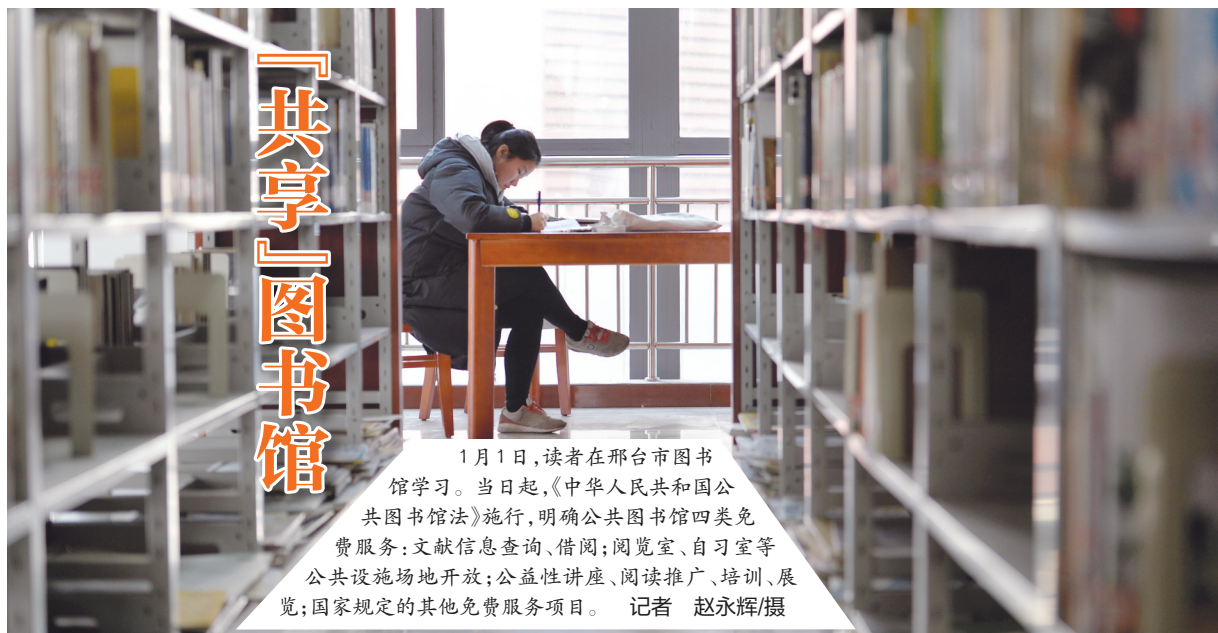 『共享』图书馆
1月1日，读者在邢台市图书
馆学习。当日起，《中华人民共和国公
共图书馆法》施行，明确公共图书馆四类免
费服务：文献信息查询、借阅；阅览室、自习室等
公共设施场地开放；公益性讲座、阅读推广、培训、展
览；国家规定的其他免费服务项目。 记者 赵永辉/摄